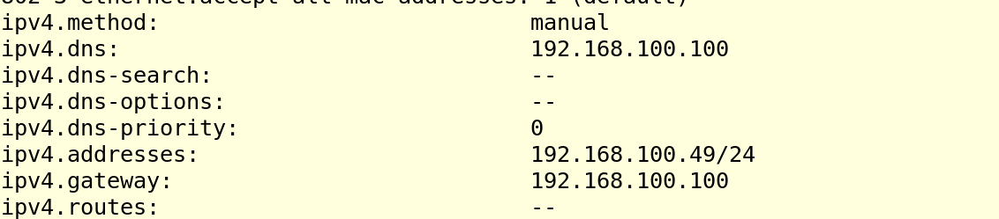 802-3-ethernet.accept-all-mac-addresses: -1 (default)
ipv4.method: manual
ipv4.dns: 192.168.100.100
ipv4.dns-search: --
ipv4.dns-options: --
ipv4.dns-priority: 0
ipv4.addresses: 192.168.100.49/24
ipv4.gateway: 192.168.100.100
ipv4.routes: --